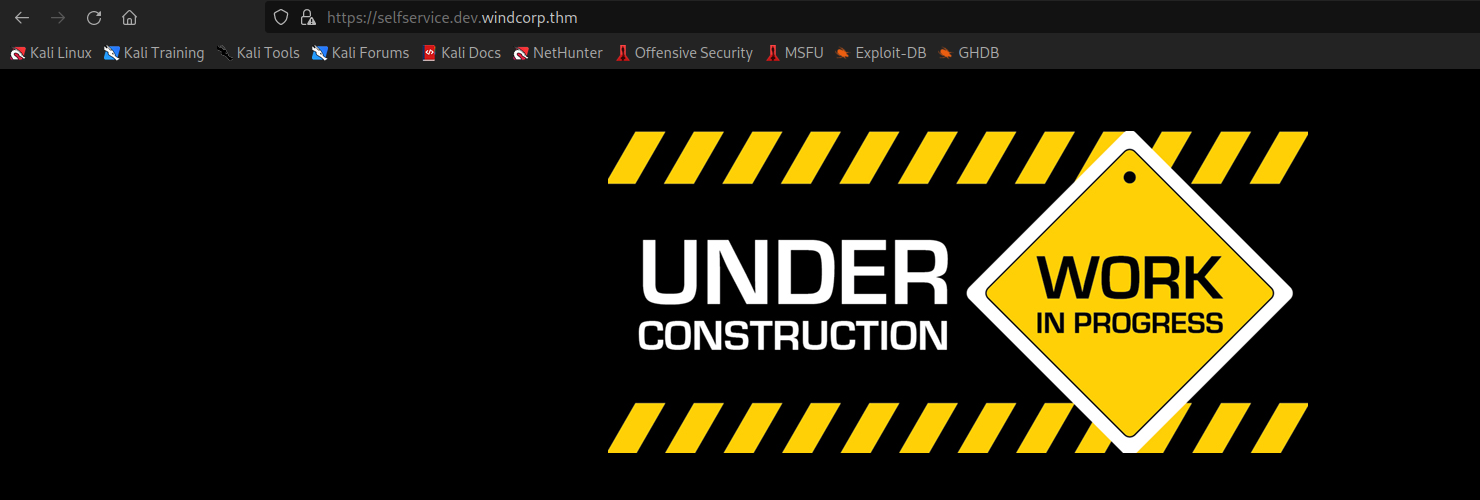 https://selfservice.dev.windcorp.thm
Kali Linux Kali Training Kali Tools Kali Forums Kali Docs NetHunter Offensive Security MSFU Exploit-DB GHDB
UNDER
CONSTRUCTION
WORK
IN PROGRESS